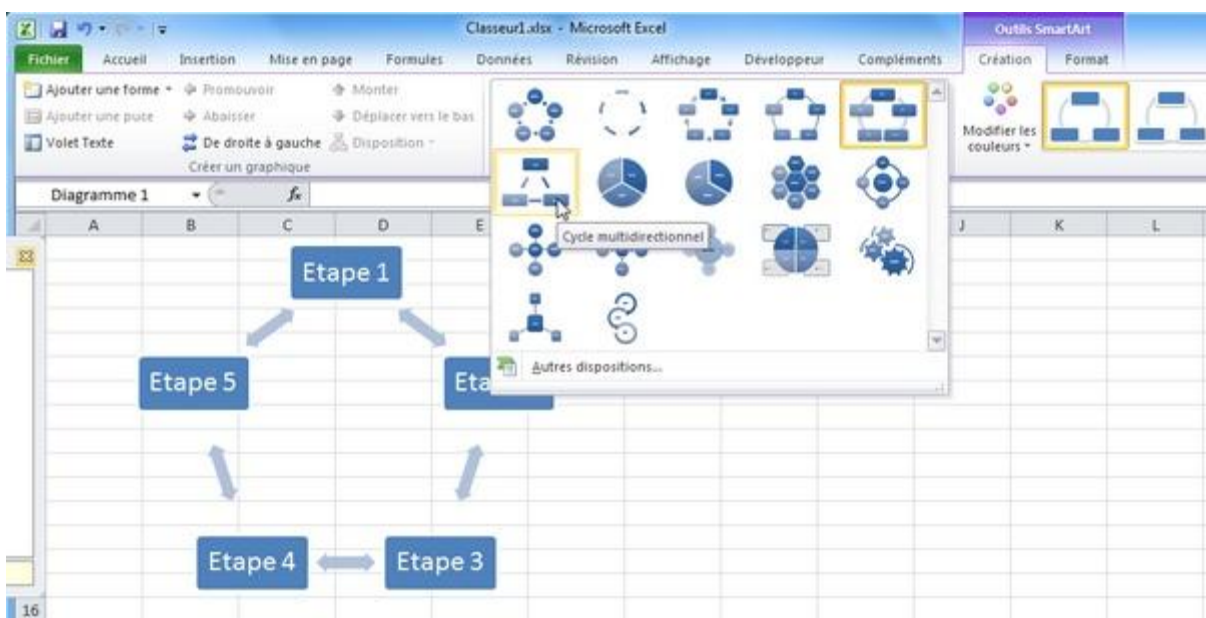 Classeur1.xlsx - Microsoft Excel
Outils SmartArt
Fichier Accueil Insertion Mise en page Formules Données Révision Affichage Développeur Compléments Création Format
Ajouter une forme Promouvoir Monter
Ajouter une puce Abaisser Déplacer vers le bas
Volet Texte De droite à gauche Disposition
Créer un graphique
Modifier les
couleurs
Diagramme 1 fx
A B C D E J K L
Cycle multidirectionnel
Autres dispositions...
Etape 1
Etape 5
Eta
Etape 4
Etape 3
16